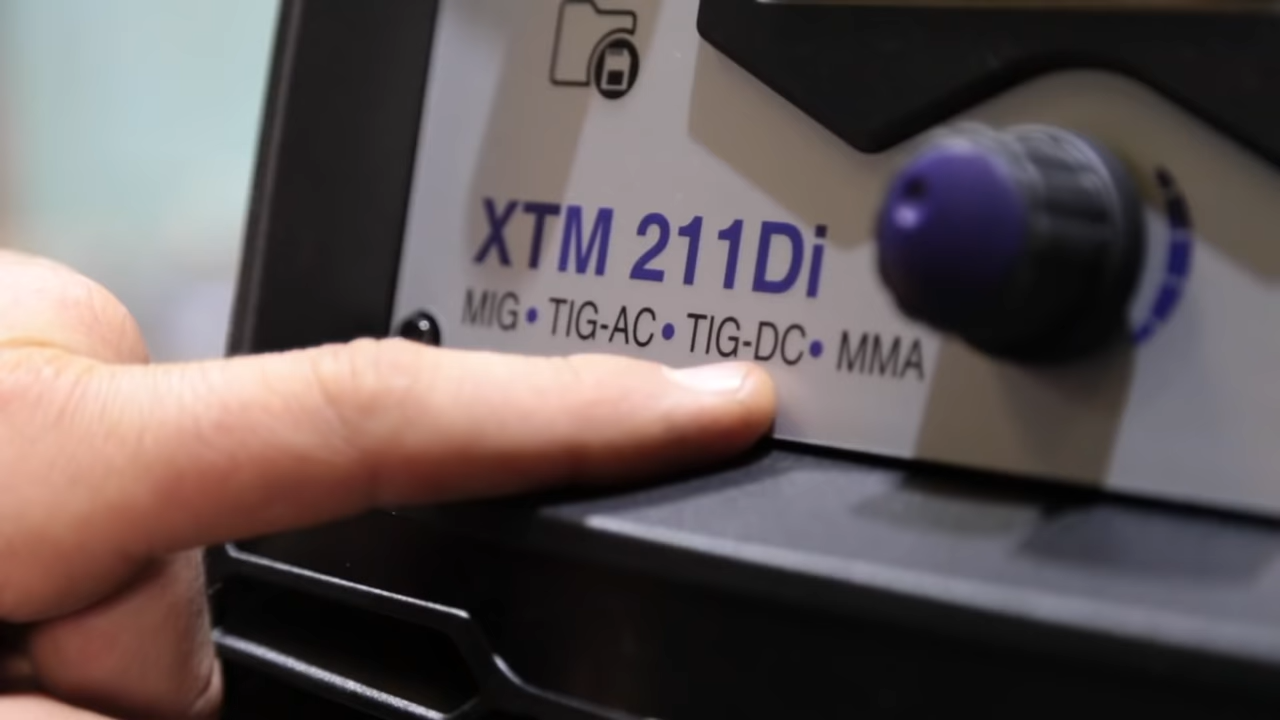 XTM 211Di
MIG • TIG-AC • TIG-DC • MMA